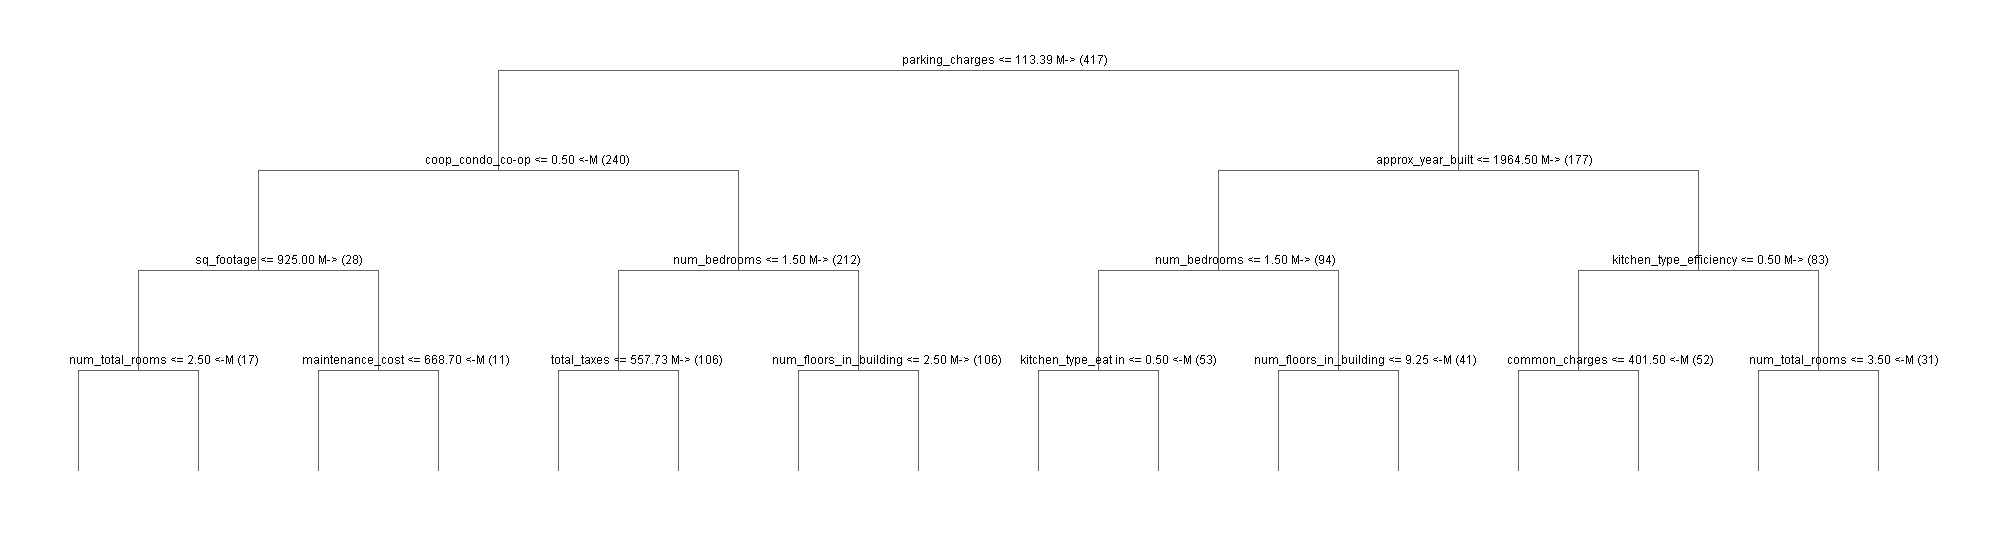 parking_charges <= 113.39 M-> (417)
coop_condo_co-op <= 0.50 <-M (240)
approx_year_built <= 1964.50 M-> (177)
sq_footage <= 925.00 M-> (28)
num_bedrooms <= 1.50 M-> (212)
num_bedrooms <= 1.50 M-> (94)
kitchen_type_efficiency <= 0.50 M-> (83)
num_total_rooms <= 2.50 <-M (17)
maintenance_cost <= 668.70 <-M (11)
total_taxes <= 557.73 M-> (106)
num_floors_in_building <= 2.50 M-> (106)
kitchen_type_eat in <= 0.50 <-M (53)
num_floors_in_building <= 9.25 <-M (41)
common_charges <= 401.50 <-M (52)
num_total_rooms <= 3.50 <-M (31)